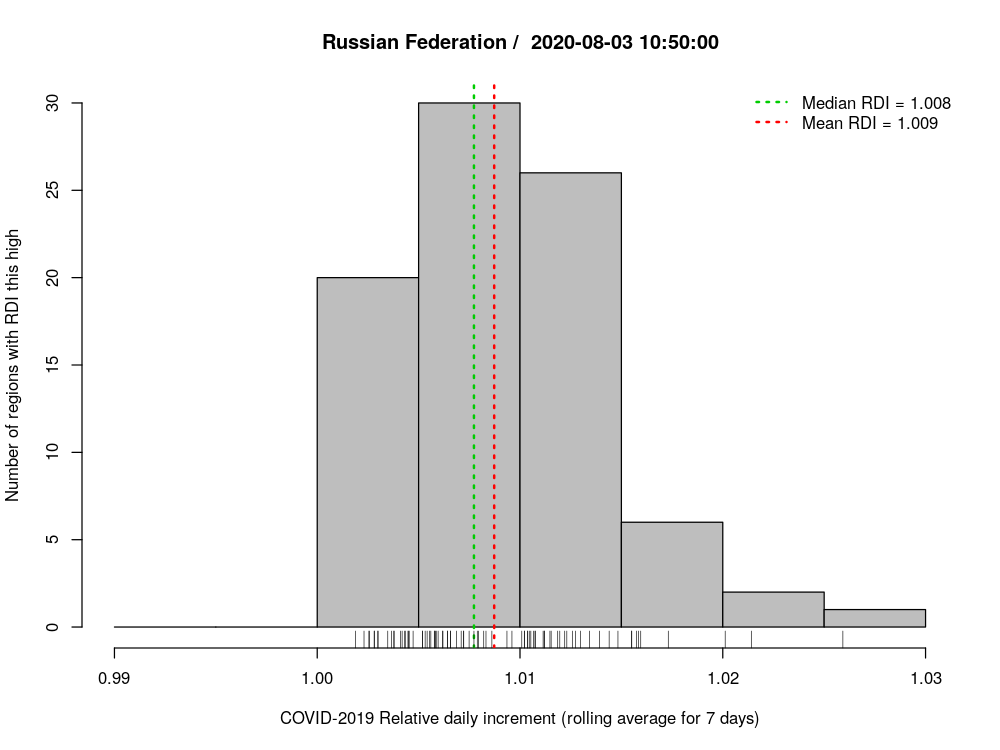 Russian Federation /  2020-08-03 10:50:00
Median RDI = 1.008
Mean RDI = 1.009
Number of regions with RDI this high
30
25
20
15
10
5
0
0.99 1.00 1.01 1.02 1.03
COVID-2019 Relative daily increment (rolling average for 7 days)